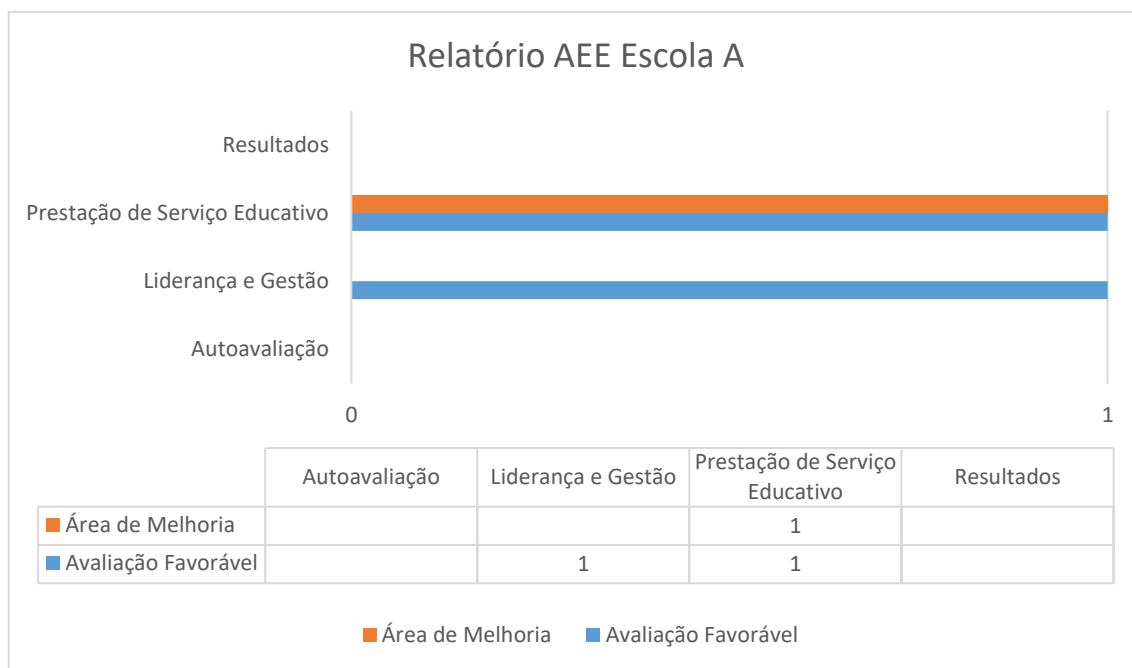 Relatório AEE Escola A
Resultados
Prestação de Serviço Educativo
Liderança e Gestão
Autoavaliação
0 1
Autoavaliação Liderança e Gestão Prestação de Serviço Educativo Resultados
Área de Melhoria 1
Avaliação Favorável 1 1
Área de Melhoria Avaliação Favorável